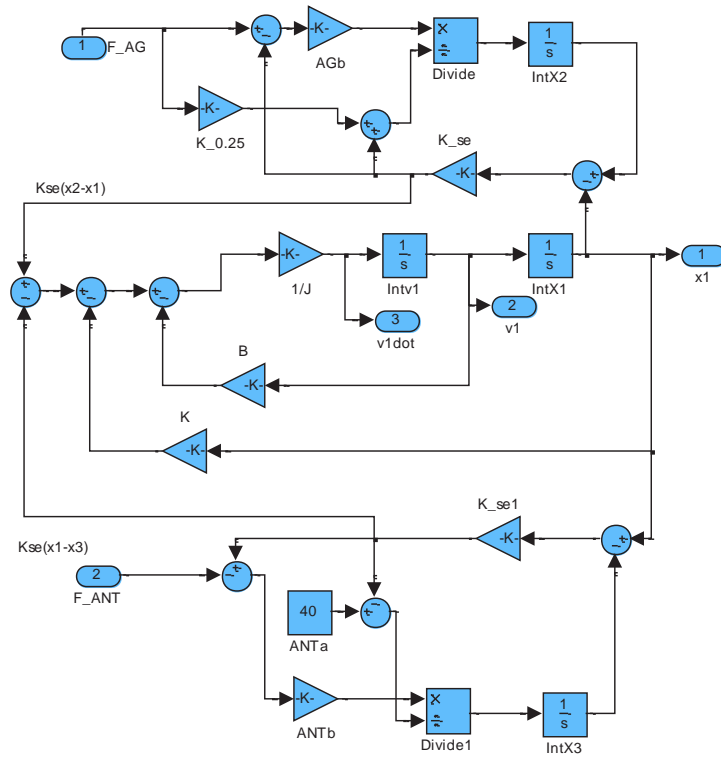 1
F_AG
-K-
AGb
×
÷
Divide
1
s
IntX2
-K-
K_0.25
K_se
-K-
Kse(x2-x1)
-K-
1/J
1
s
Intv1
1
s
IntX1
1
x1
2
v1
3
v1dot
B
-K-
K
-K-
K_se1
-K-
Kse(x1-x3)
2
F_ANT
40
ANTa
-K-
ANTb
×
÷
Divide1
1
s
IntX3